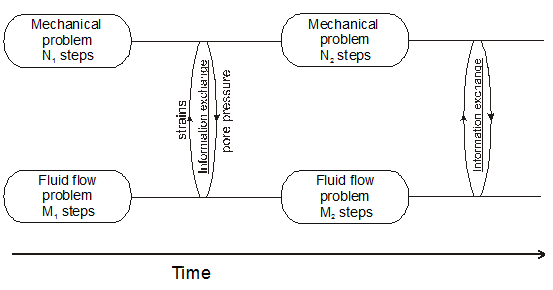 Mechanical
problem
N₁ steps
Mechanical
problem
N₂ steps
strains
Information exchange
pore pressure
Information exchange
Fluid flow
problem
M₁ steps
Fluid flow
problem
M₂ steps
Time